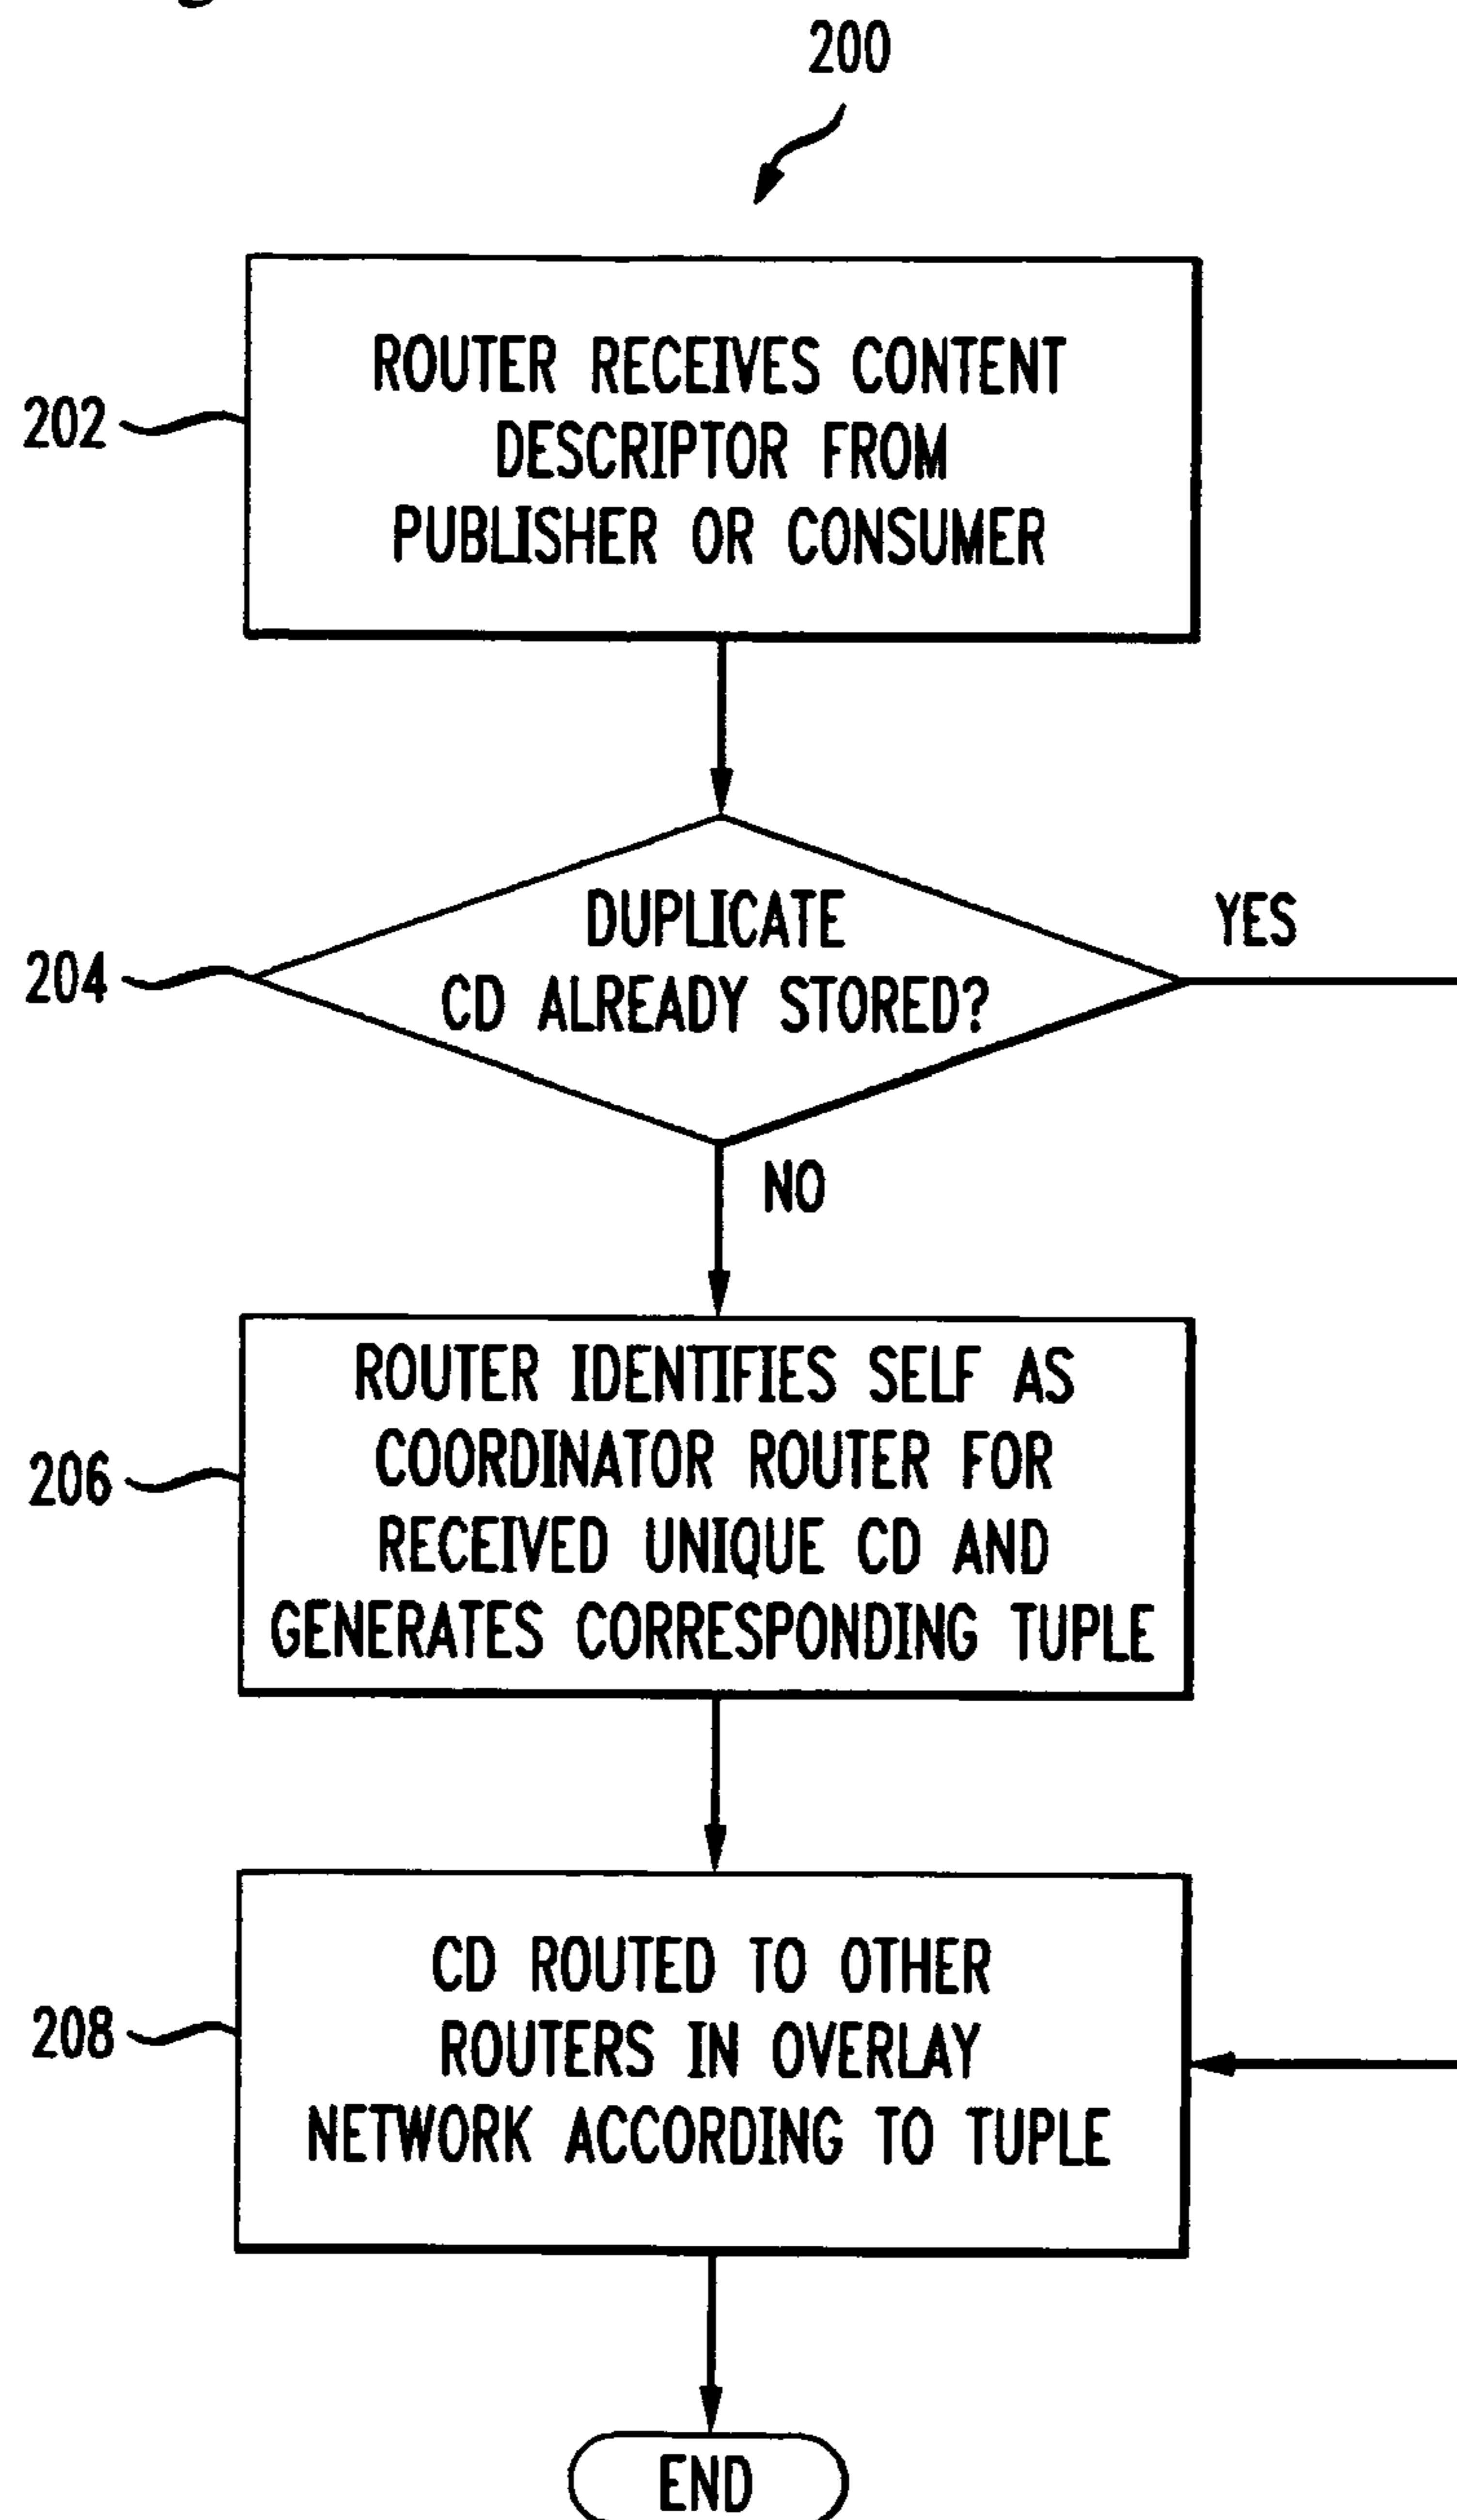 200
ROUTER RECEIVES CONTENT
DESCRIPTOR FROM
PUBLISHER OR CONSUMER
202
DUPLICATE
CD ALREADY STORED?
204
YES
NO
ROUTER IDENTIFIES SELF AS
COORDINATOR ROUTER FOR
RECEIVED UNIQUE CD AND
GENERATES CORRESPONDING TUPLE
206
CD ROUTED TO OTHER
ROUTERS IN OVERLAY
NETWORK ACCORDING TO TUPLE
208
END